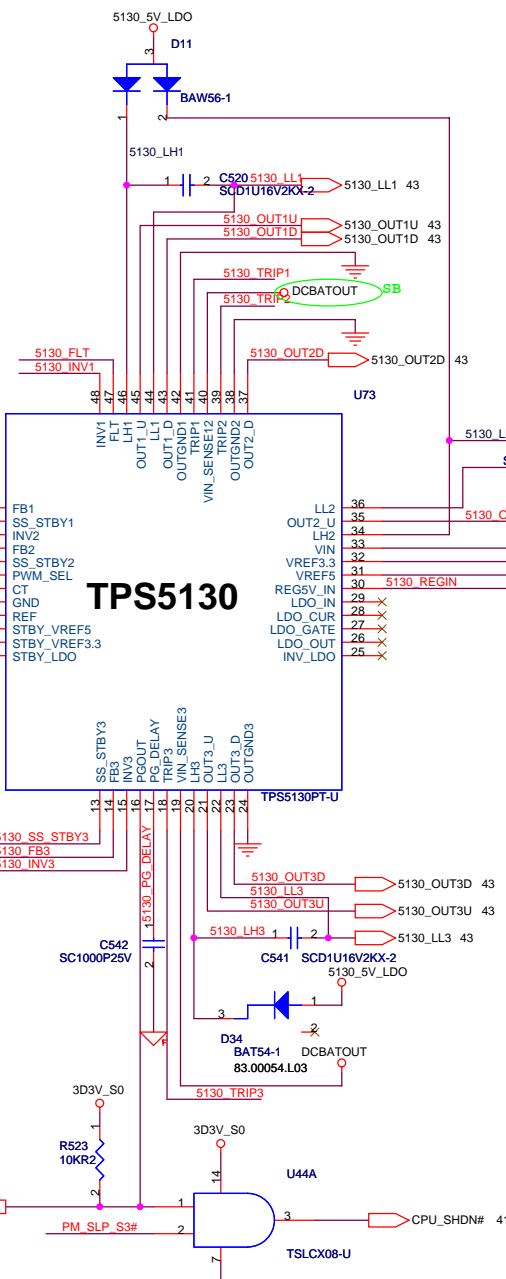 5130_5V_LDO
3
D11
BAW56-1
1
2
5130_LH1
1
2
C520
5130_LL1
SCD1U16V2KX-2
5130_LL1 43
5130_OUT1U
5130_OUT1U 43
5130_OUT1D
5130_OUT1D 43
5130_TRIP1
DCBATOUT
SB
5130_TRIP2
5130_FLT
5130_INV1
5130_OUT2D
5130_OUT2D 43
U73
48 47 46 45 44 43 42 41 40 39 38 37
INV1
FLT
LH1
OUT1_U
LL1
OUT1_D
OUTGND1
TRIP1
VIN_SENSE12
TRIP2
OUTGND2
OUT2_D
5130_L
S
FB1
SS_STBY1
INV2
FB2
SS_STBY2
PWM_SEL
CT
GND
REF
STBY_VREF5
STBY_VREF3.3
STBY_LDO
TPS5130
LL2 36
OUT2_U 35 5130_O
LH2 34
VIN 33
VREF3.3 32
VREF5 31
REG5V_IN 30 5130_REGIN
LDO_IN 29
LDO_CUR 28
LDO_GATE 27
LDO_OUT 26
INV_LDO 25
SS_STBY3
FB3
INV3
PGOUT
PG_DELAY
TRIP3
VIN_SENSE3
LH3
OUT3_U
LL3
OUT3_D
OUTGND3
TPS5130PT-U
13 14 15 16 17 18 19 20 21 22 23 24
5130_SS_STBY3
5130_FB3
5130_INV3
5130_PG_DELAY
5130_OUT3D
5130_OUT3D 43
5130_LL3
5130_OUT3U
5130_OUT3U 43
5130_LH3
1
2
5130_LL3 43
C541
SCD1U16V2KX-2
1
C542
SC1000P25V
2
5130_5V_LDO
1
3
2
D34
BAT54-1
83.00054.L03
DCBATOUT
5130_TRIP3
3D3V_S0
1
R523
10KR2
2
3D3V_S0
14
U44A
1
2
3
PM_SLP_S3#
CPU_SHDN# 41
7
TSLCX08-U